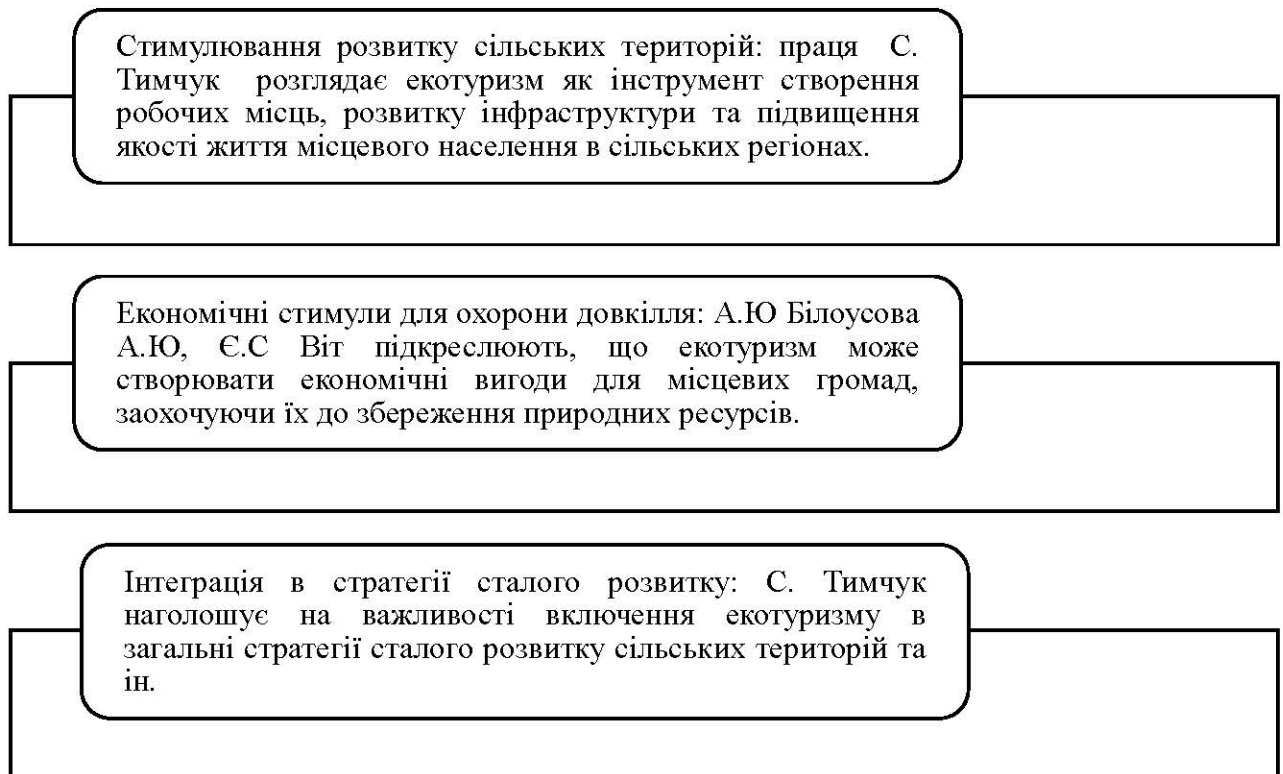 Стимулювання розвитку сільських територій: праця С.
Тимчук розглядає екотуризм як інструмент створення
робочих місць, розвитку інфраструктури та підвищення
якості життя місцевого населення в сільських регіонах.
Економічні стимули для охорони довкілля: А.Ю Білоусова
А.Ю, Є.С Віт підкреслюють, що екотуризм може
створювати економічні вигоди для місцевих громад,
заохочуючи їх до збереження природних ресурсів.
Інтеграція в стратегії сталого розвитку: С. Тимчук
наголошує на важливості включення екотуризму в
загальні стратегії сталого розвитку сільських територій та
ін.